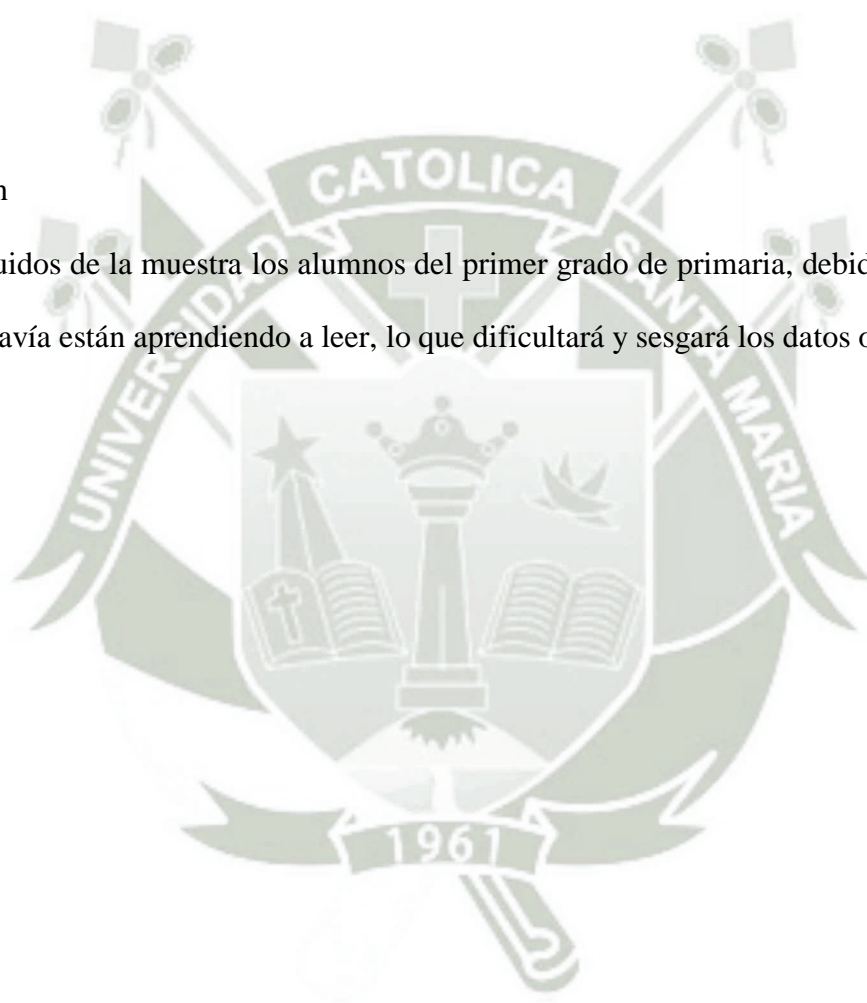 n
uidos de la muestra los alumnos del primer grado de primaria, debid
avía están aprendiendo a leer, lo que dificultará y sesgará los datos o
UNIVERSIDAD CATOLICA SANTA MARIA
1961